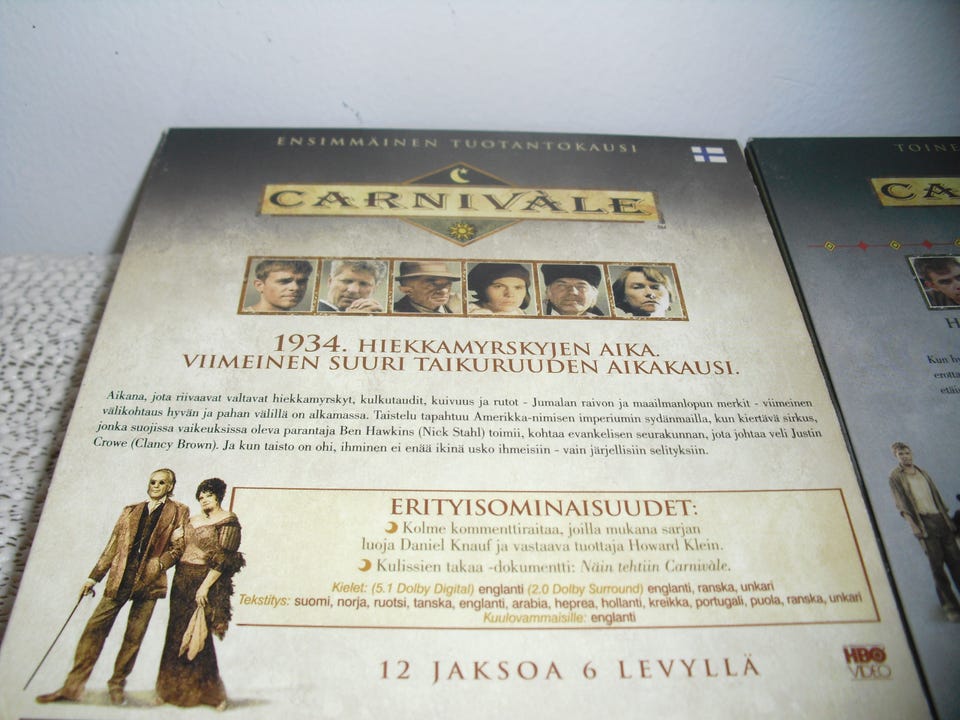 ENSIMMÄINEN TUOTANTOKAUSI
CARNIVÀLE
TM
1934. HIEKKAMYRSKYJEN AIKA.
VIIMEINEN SUURI TAIKURUUDEN AIKAKAUSI.
Aikana, jota riivaavat valtavat hiekkamyrskyt, kulkutaudit, kuivuus ja rutot - Jumalan raivon ja maailmanlopun merkit - viimeinen
välikohtaus hyvän ja pahan välillä on alkamassa. Taistelu tapahtuu Amerikka-nimisen imperiumin sydänmailla, kun kiertävä sirkus,
jonka suojissa vaikeuksissa oleva parantaja Ben Hawkins (Nick Stahl) toimii, kohtaa evankelisen seurakunnan, jota johtaa veli Justin
Crowe (Clancy Brown). Ja kun taisto on ohi, ihminen ei enää ikinä usko ihmeisiin - vain järjellisiin selityksiin.
ERITYISOMINAISUUDET:
Kolme kommenttiraitaa, joilla mukana sarjan
luoja Daniel Knauf ja vastaava tuottaja Howard Klein.
Kulissien takaa -dokumentti: Näin tehtiin Carnivàle.
Kielet: (5.1 Dolby Digital) englanti (2.0 Dolby Surround) englanti, ranska, unkari
Tekstitys: suomi, norja, ruotsi, tanska, englanti, arabia, heprea, hollanti, kreikka, portugali, puola, ranska, unkari
Kuulovammaisille: englanti
12 JAKSOA 6 LEVYLLÄ
HBO
VIDEO
TOINE
CA
H
Kun hu
erotta
etäi